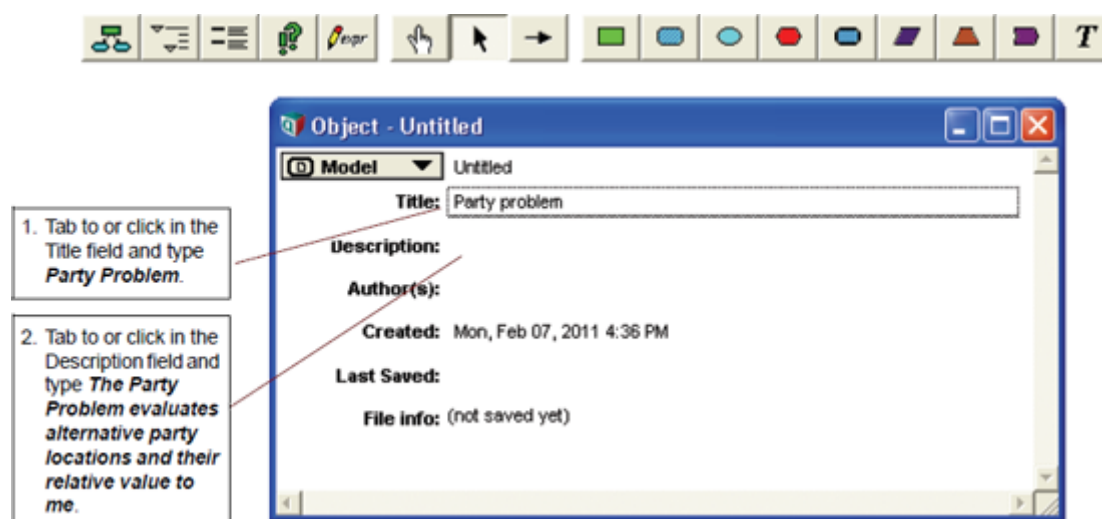 expr
T
Object - Untitled
Model Untitled
Title: Party problem
Description:
Author(s):
Created: Mon, Feb 07, 2011 4:36 PM
Last Saved:
File info: (not saved yet)
1. Tab to or click in the
Title field and type
Party Problem.
2. Tab to or click in the
Description field and
type The Party
Problem evaluates
alternative party
locations and their
relative value to
me.